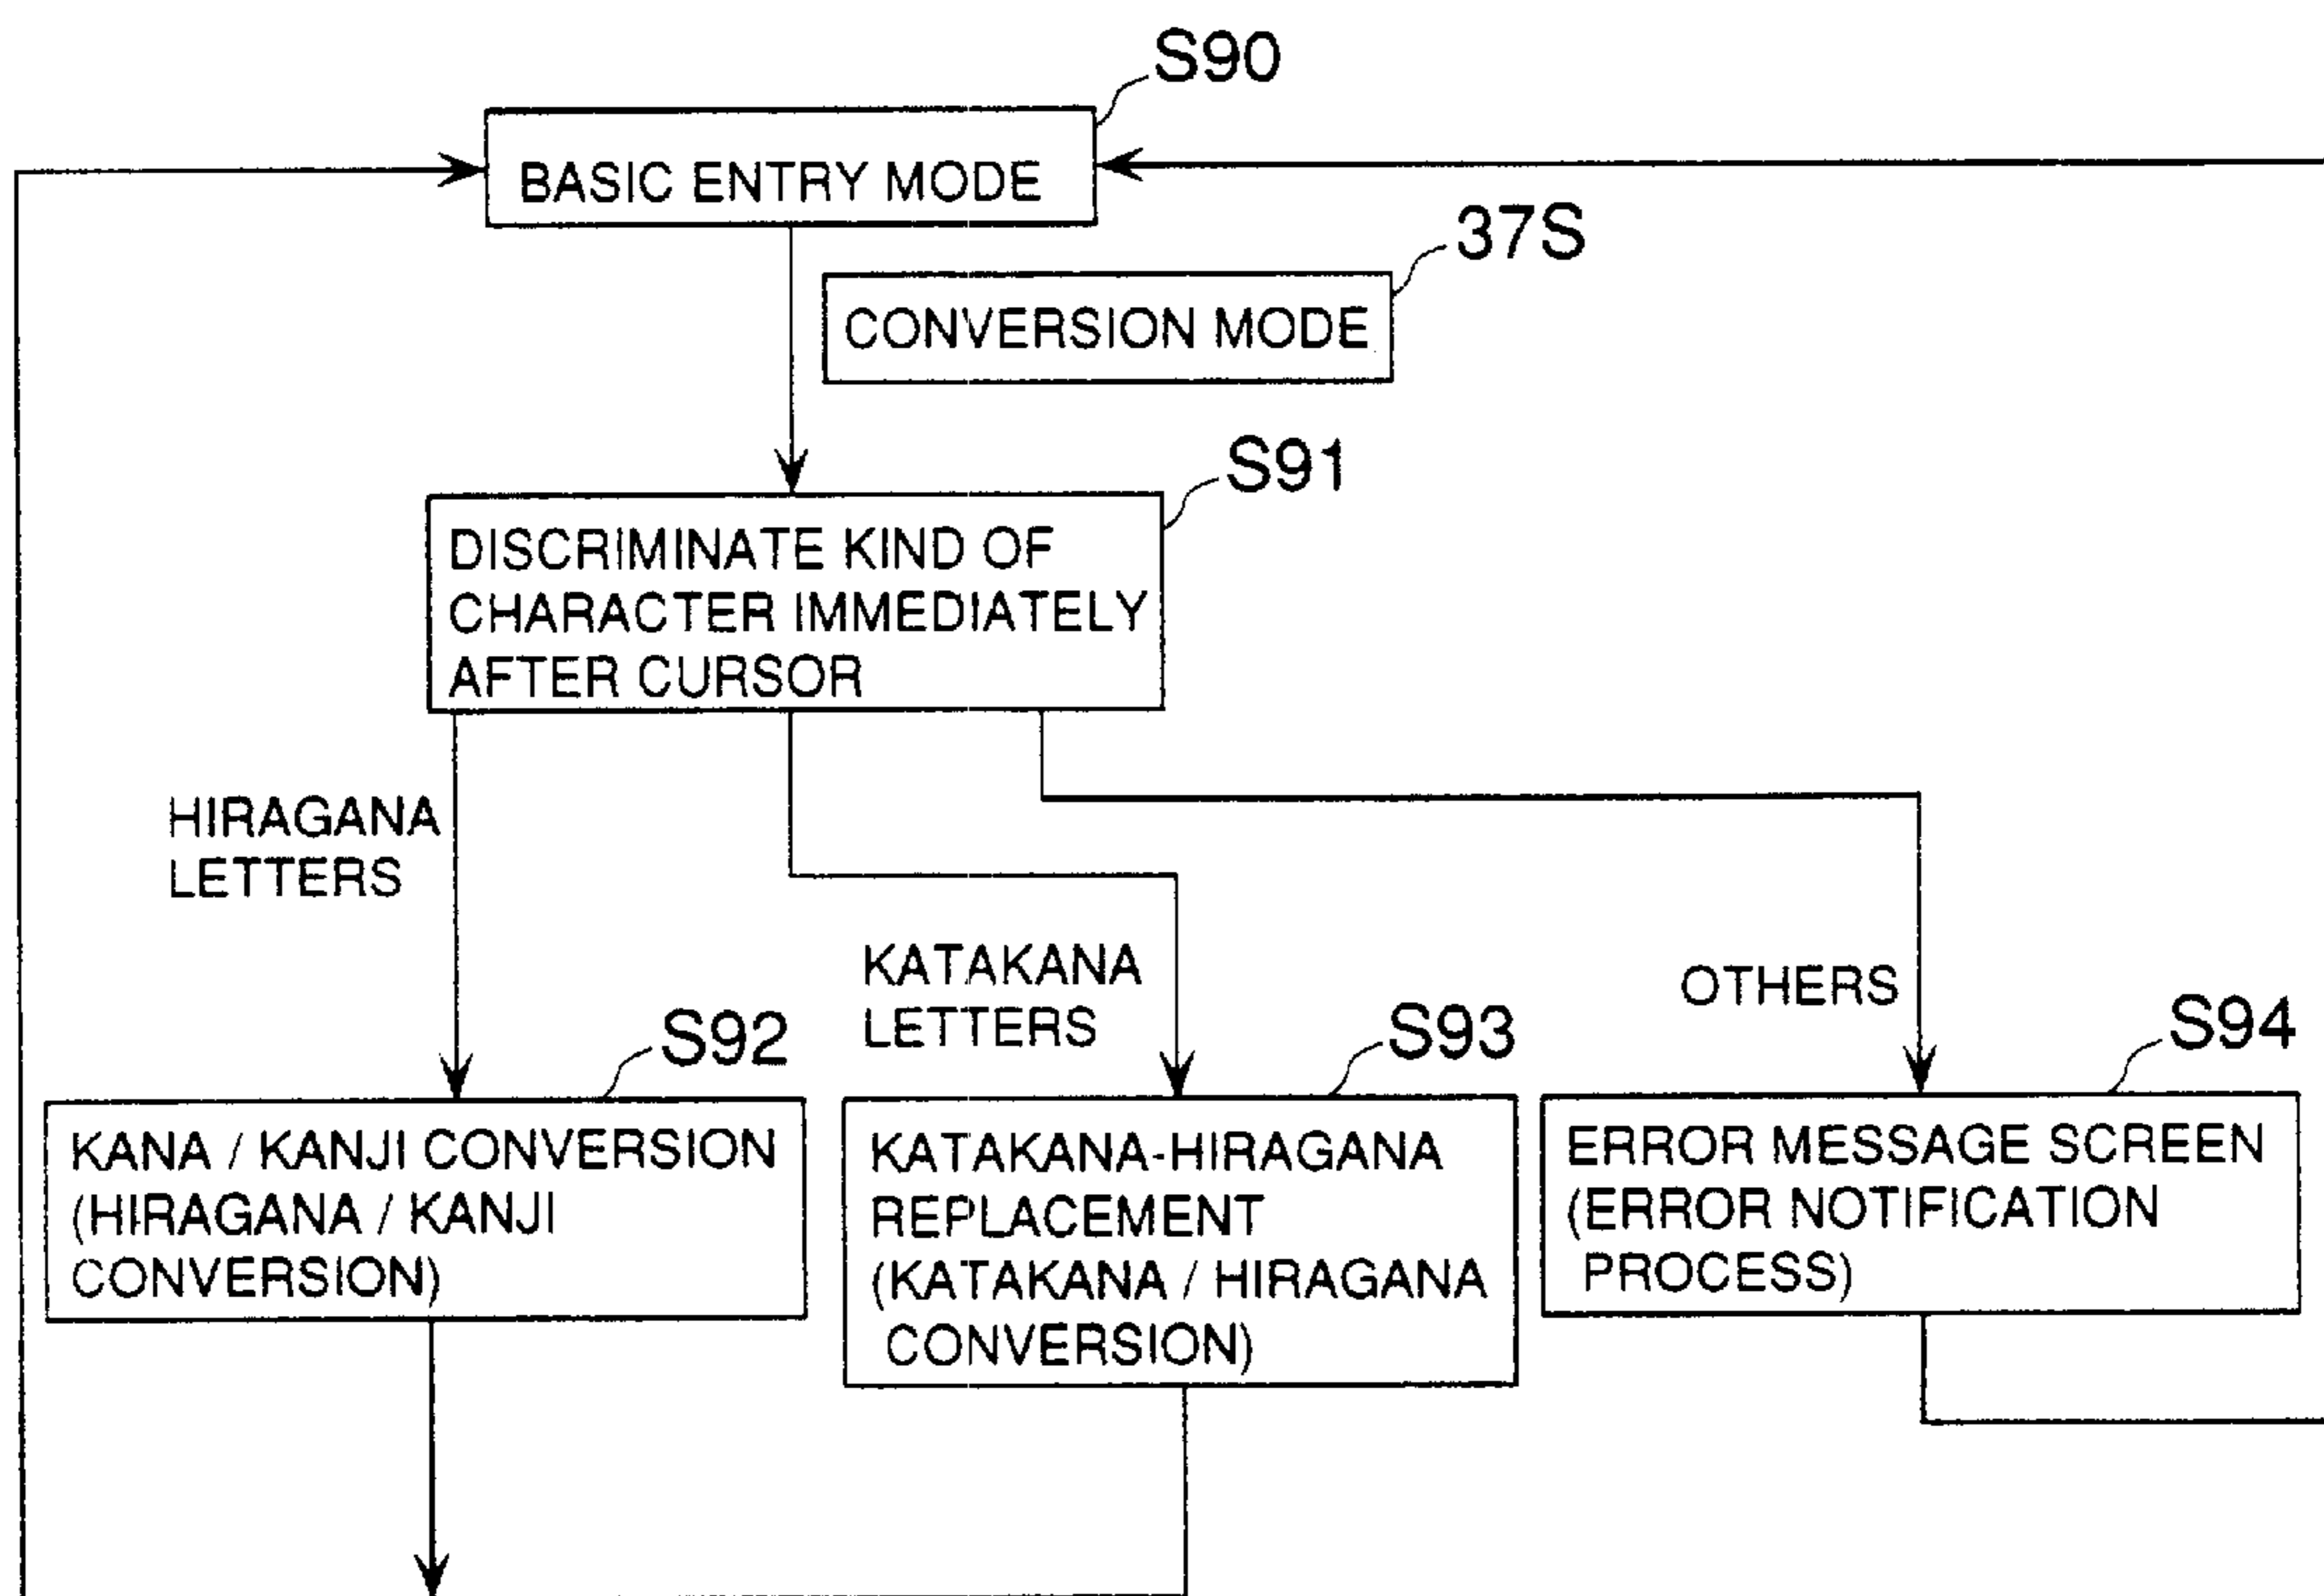 S90
BASIC ENTRY MODE
37S
CONVERSION MODE
S91
DISCRIMINATE KIND OF
CHARACTER IMMEDIATELY
AFTER CURSOR
HIRAGANA
LETTERS
KATAKANA
LETTERS
OTHERS
S92
KANA / KANJI CONVERSION
(HIRAGANA / KANJI
CONVERSION)
S93
KATAKANA-HIRAGANA
REPLACEMENT
(KATAKANA / HIRAGANA
CONVERSION)
S94
ERROR MESSAGE SCREEN
(ERROR NOTIFICATION
PROCESS)